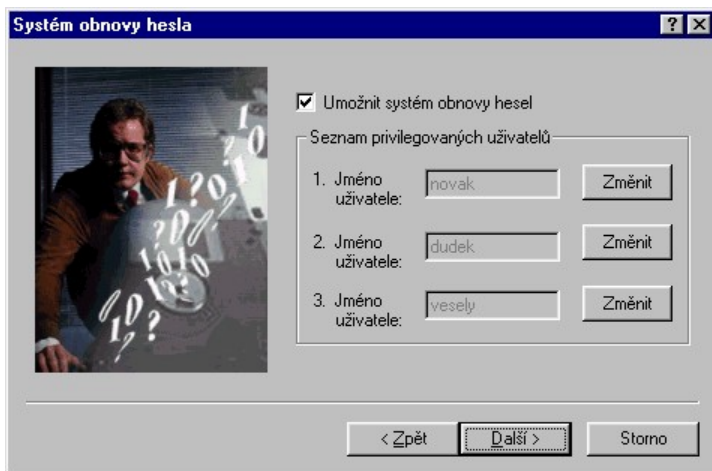 Systém obnovy hesla
Umožnit systém obnovy hesel
Seznam privilegovaných uživatelů
1. Jméno uživatele: novak Změnit
2. Jméno uživatele: dudek Změnit
3. Jméno uživatele: vesely Změnit
< Zpět Další > Storno